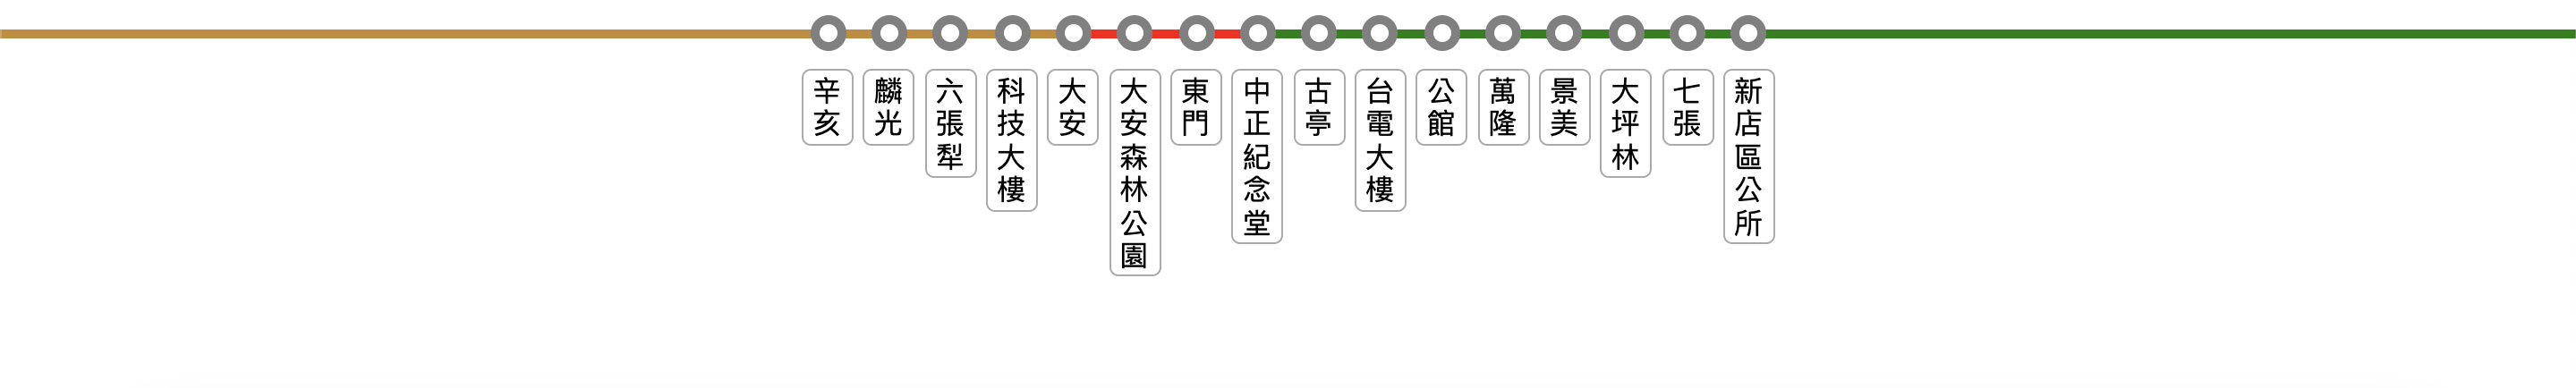 辛亥
麟光
六張犁
科技大樓
大安
大安森林公園
東門
中正紀念堂
古亭
台電大樓
公館
萬隆
景美
大坪林
七張
新店區公所